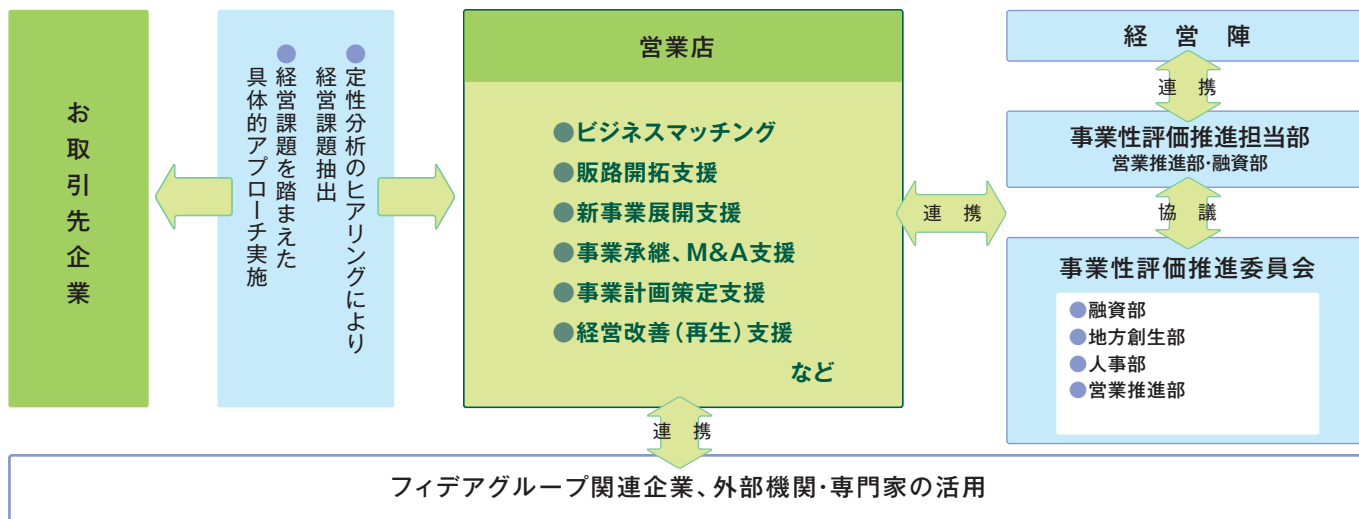 お取引先企業
●定性分析のヒアリングにより
経営課題抽出
●経営課題を踏まえた
具体的アプローチ実施
営業店
●ビジネスマッチング
●販路開拓支援
●新事業展開支援
●事業承継、M&A支援
●事業計画策定支援
●経営改善(再生)支援
など
連携
経営陣
連携
事業性評価推進担当部
営業推進部・融資部
協議
事業性評価推進委員会
●融資部
●地方創生部
●人事部
●営業推進部
連携
フィデアグループ関連企業、外部機関・専門家の活用